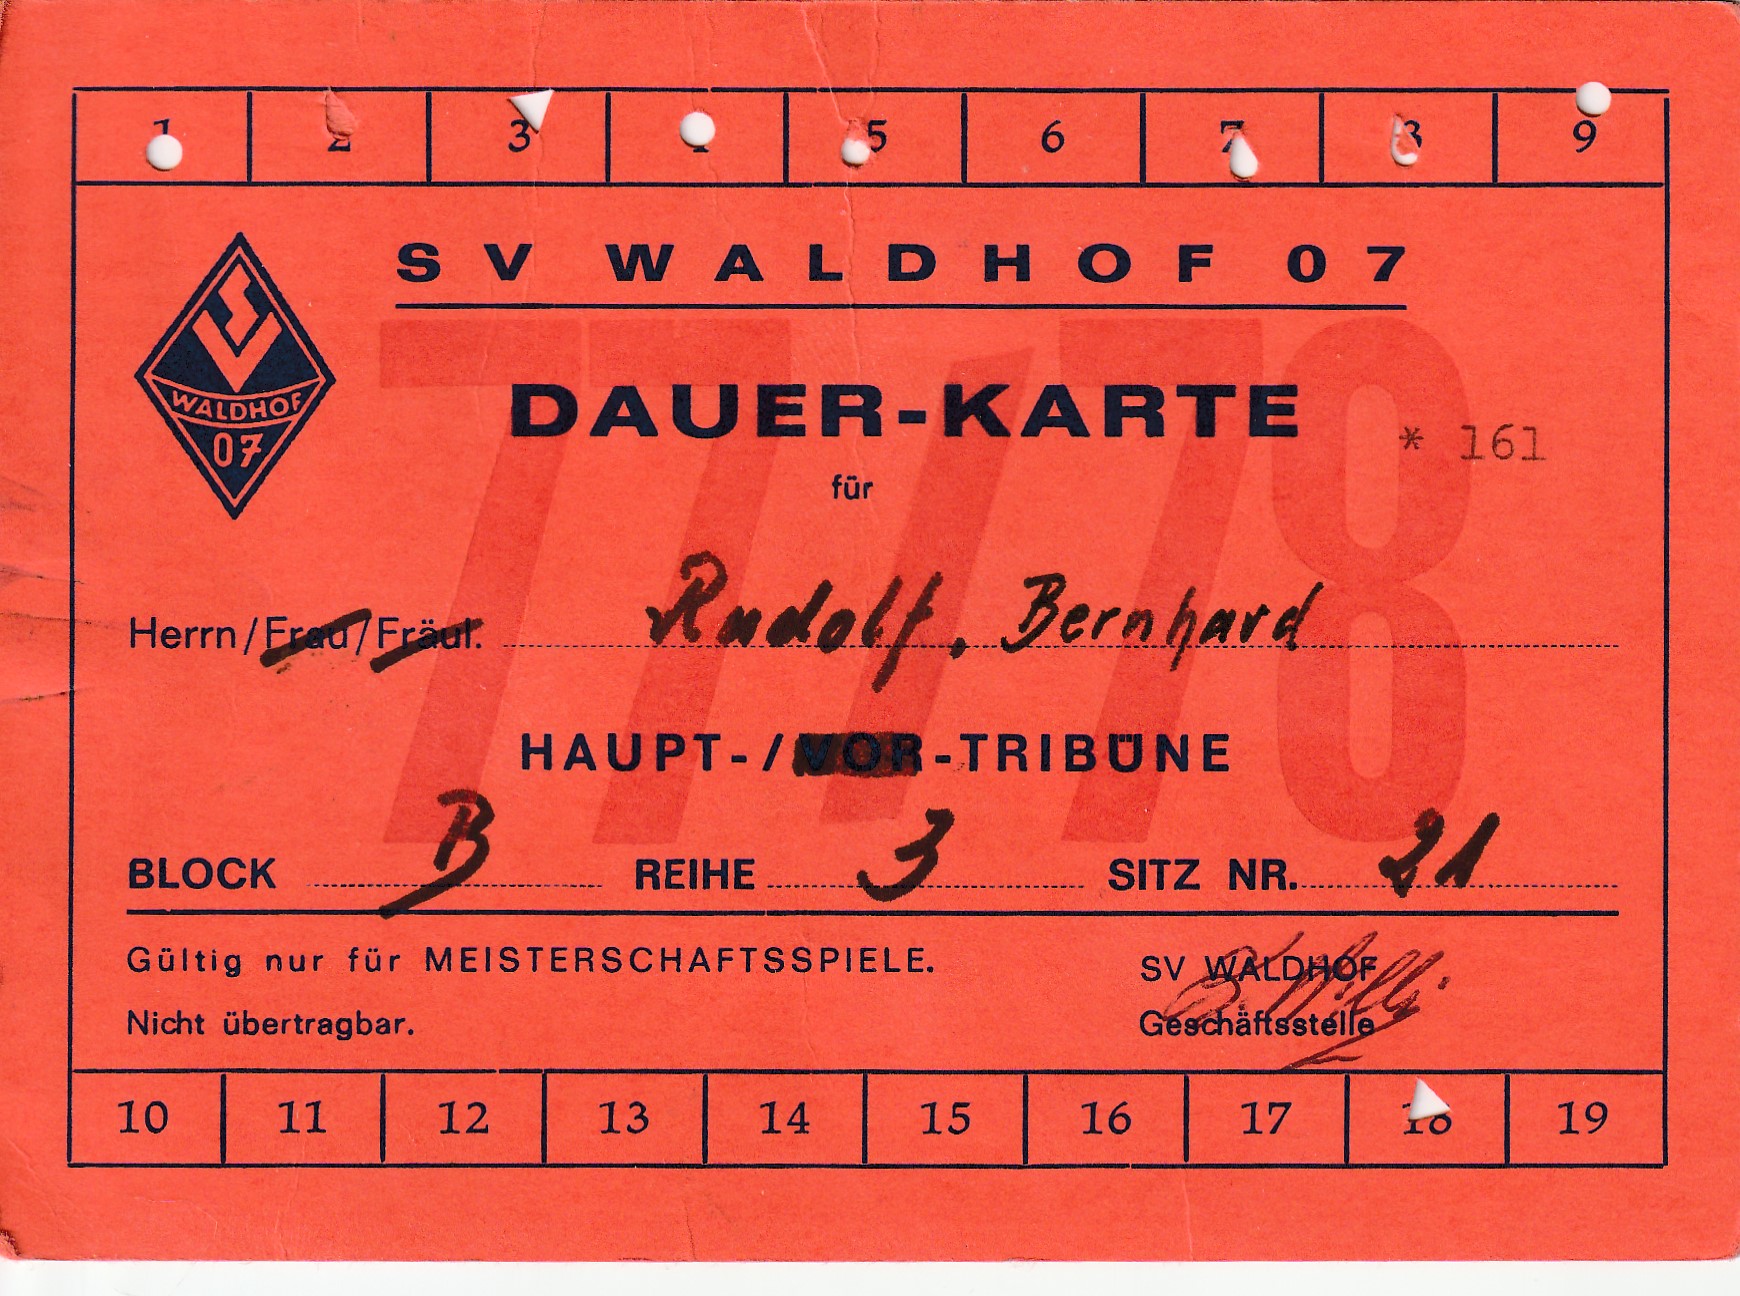 1 2 3 4 5 6 7 8 9
SV WALDHOF 07
WALDHOF
07
77/78
DAUER-KARTE
* 161
für
Herrn/Frau/Fräul. Rudolf, Bernhard
HAUPT-/VOR-TRIBÜNE
BLOCK B REIHE 3 SITZ NR. 21
Gültig nur für MEISTERSCHAFTSSPIELE.
SV WALDHOF
Nicht übertragbar.
Geschäftsstelle
10 11 12 13 14 15 16 17 18 19